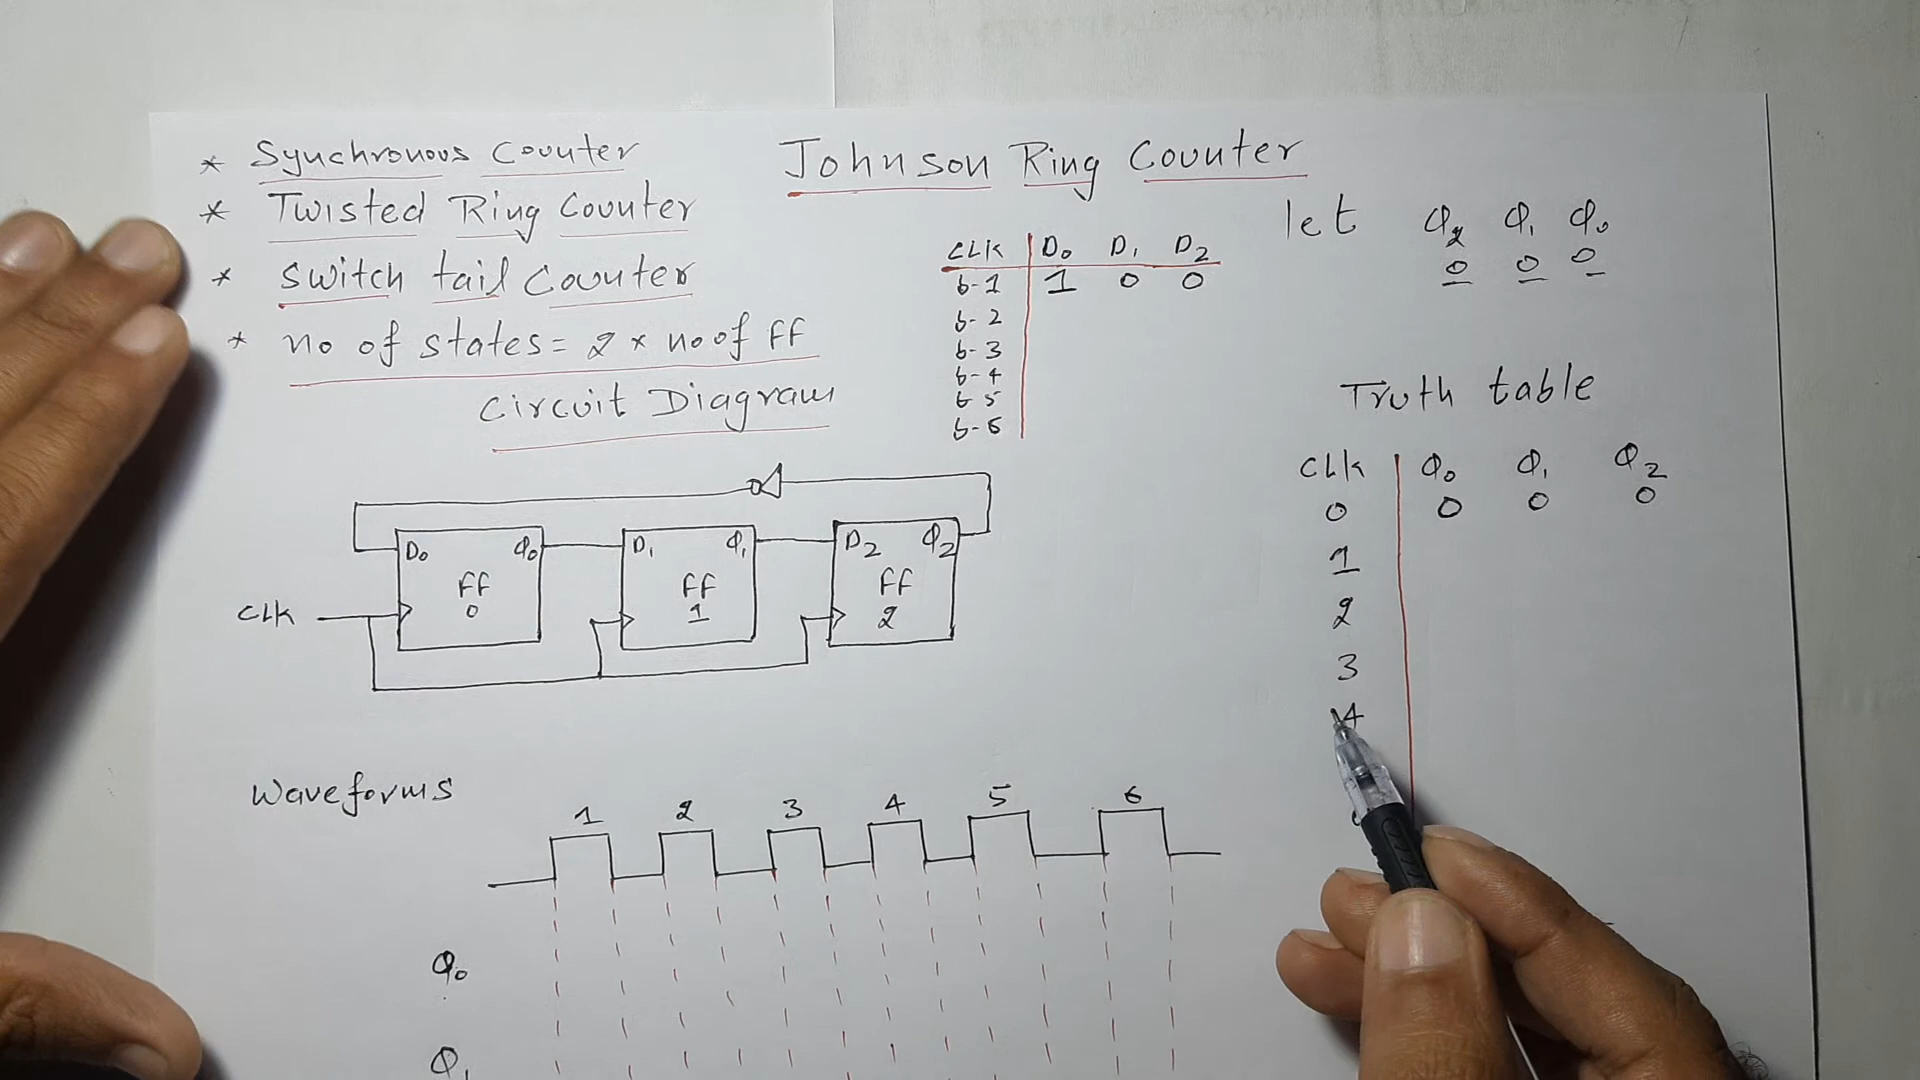 * Synchronous Counter
* Twisted Ring Counter
* Switch tail Counter
* no of states = 2 × no of FF
Johnson Ring Counter
let Q2 Q1 Q0
0 0 0
CLK D0 D1 D2
b-1 1 0 0
b-2
b-3
b-4
b-5
b-6
Circuit Diagram
D0 Q0
FF
0
D1 Q1
FF
1
D2 Q2
FF
2
CLK
Truth table
CLK Q0 Q1 Q2
0 0 0 0
1
2
3
4
Waveforms
1 2 3 4 5 6
Q0
Q1